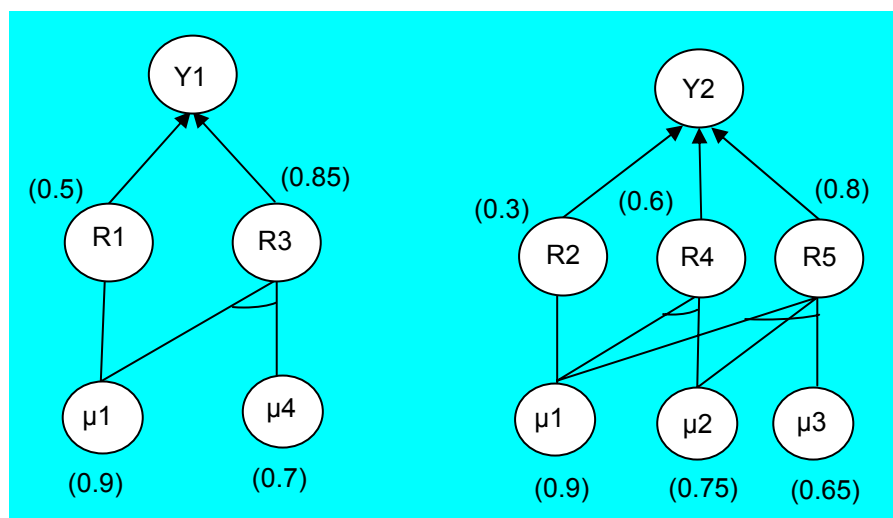 Y1
Y2
(0.5)
(0.85)
(0.3)
(0.6)
(0.8)
R1
R3
R2
R4
R5
µ1
µ4
µ1
µ2
µ3
(0.9)
(0.7)
(0.9)
(0.75)
(0.65)